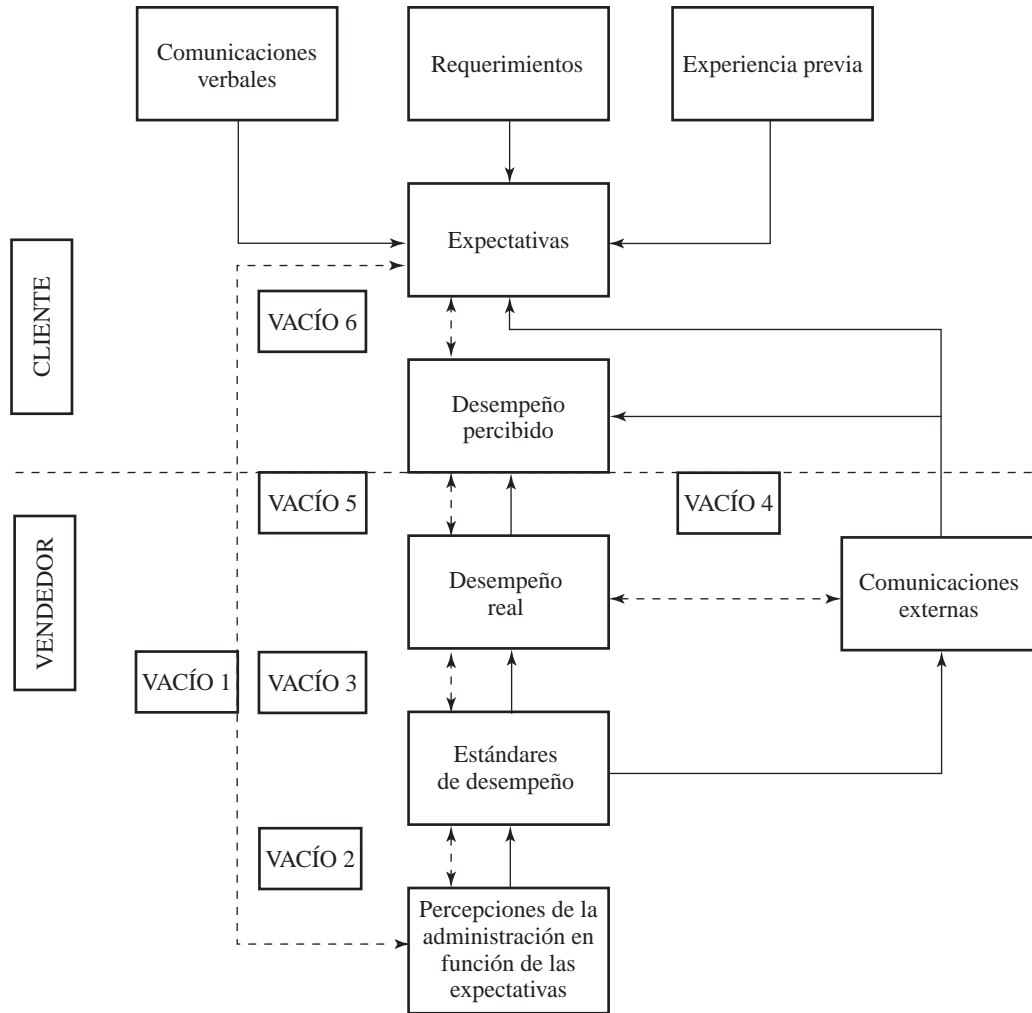 Comunicaciones
verbales
Requerimientos
Experiencia previa
Expectativas
CLIENTE
VACÍO 6
Desempeño
percibido
VACÍO 5
VACÍO 4
VENDEDOR
Desempeño
real
Comunicaciones
externas
VACÍO 1
VACÍO 3
Estándares
de desempeño
VACÍO 2
Percepciones de la
administración en
función de las
expectativas